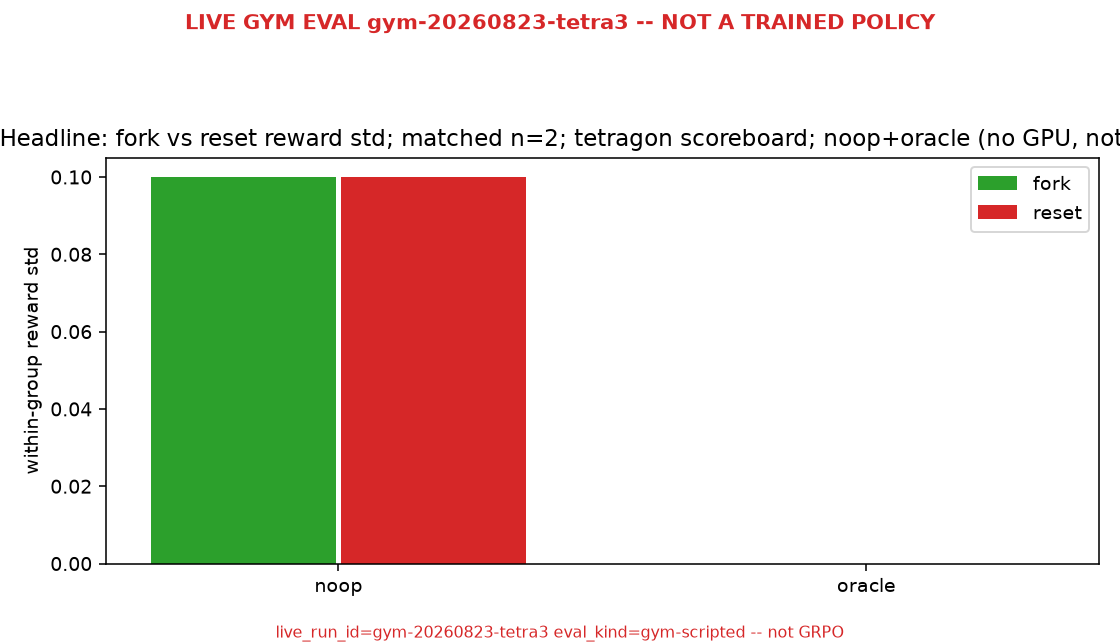 LIVE GYM EVAL gym-20260823-tetra3 -- NOT A TRAINED POLICY
Headline: fork vs reset reward std; matched n=2; tetragon scoreboard; noop+oracle (no GPU, not
fork
reset
within-group reward std
0.10
0.08
0.06
0.04
0.02
0.00
noop
oracle
live_run_id=gym-20260823-tetra3 eval_kind=gym-scripted -- not GRPO